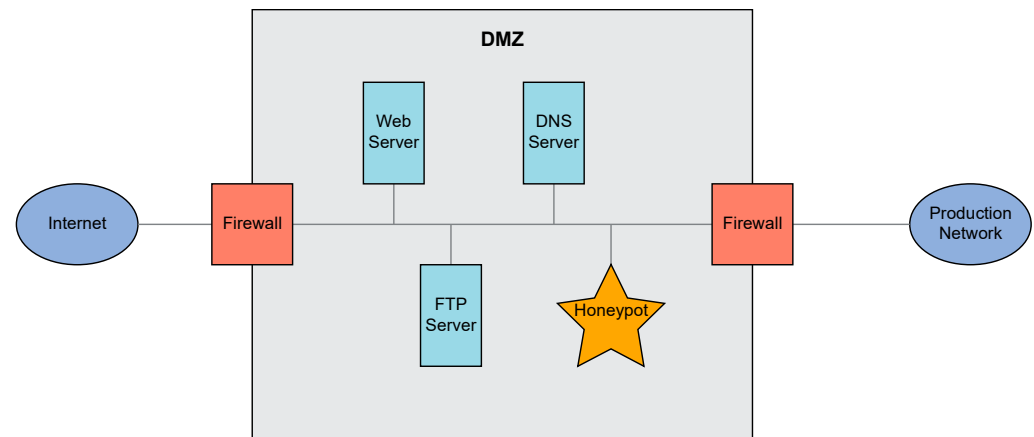 DMZ
Web
Server
DNS
Server
Internet
Firewall
Firewall
Production
Network
FTP
Server
Honeypot